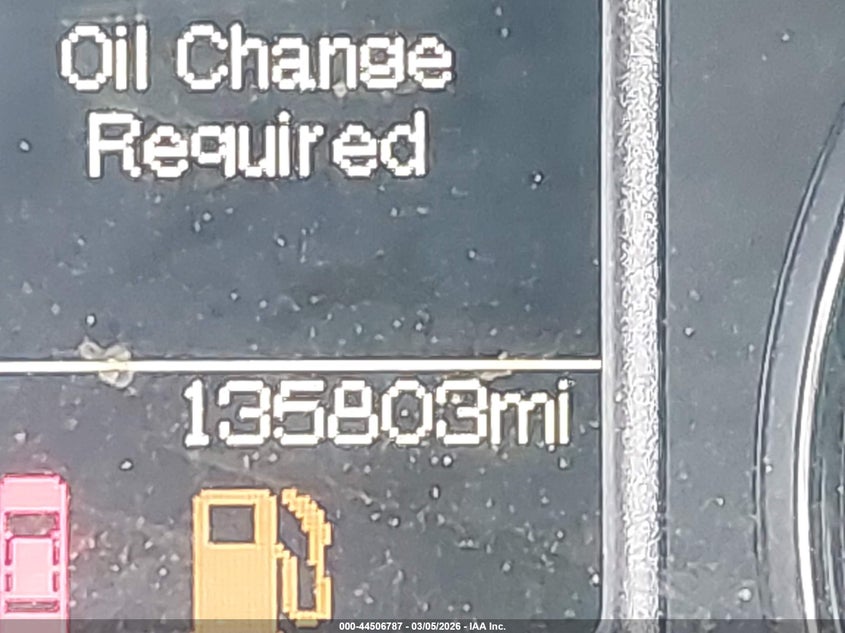 Oil Change
Required
135803mi
000-44506787 - 03/05/2026 - IAA Inc.